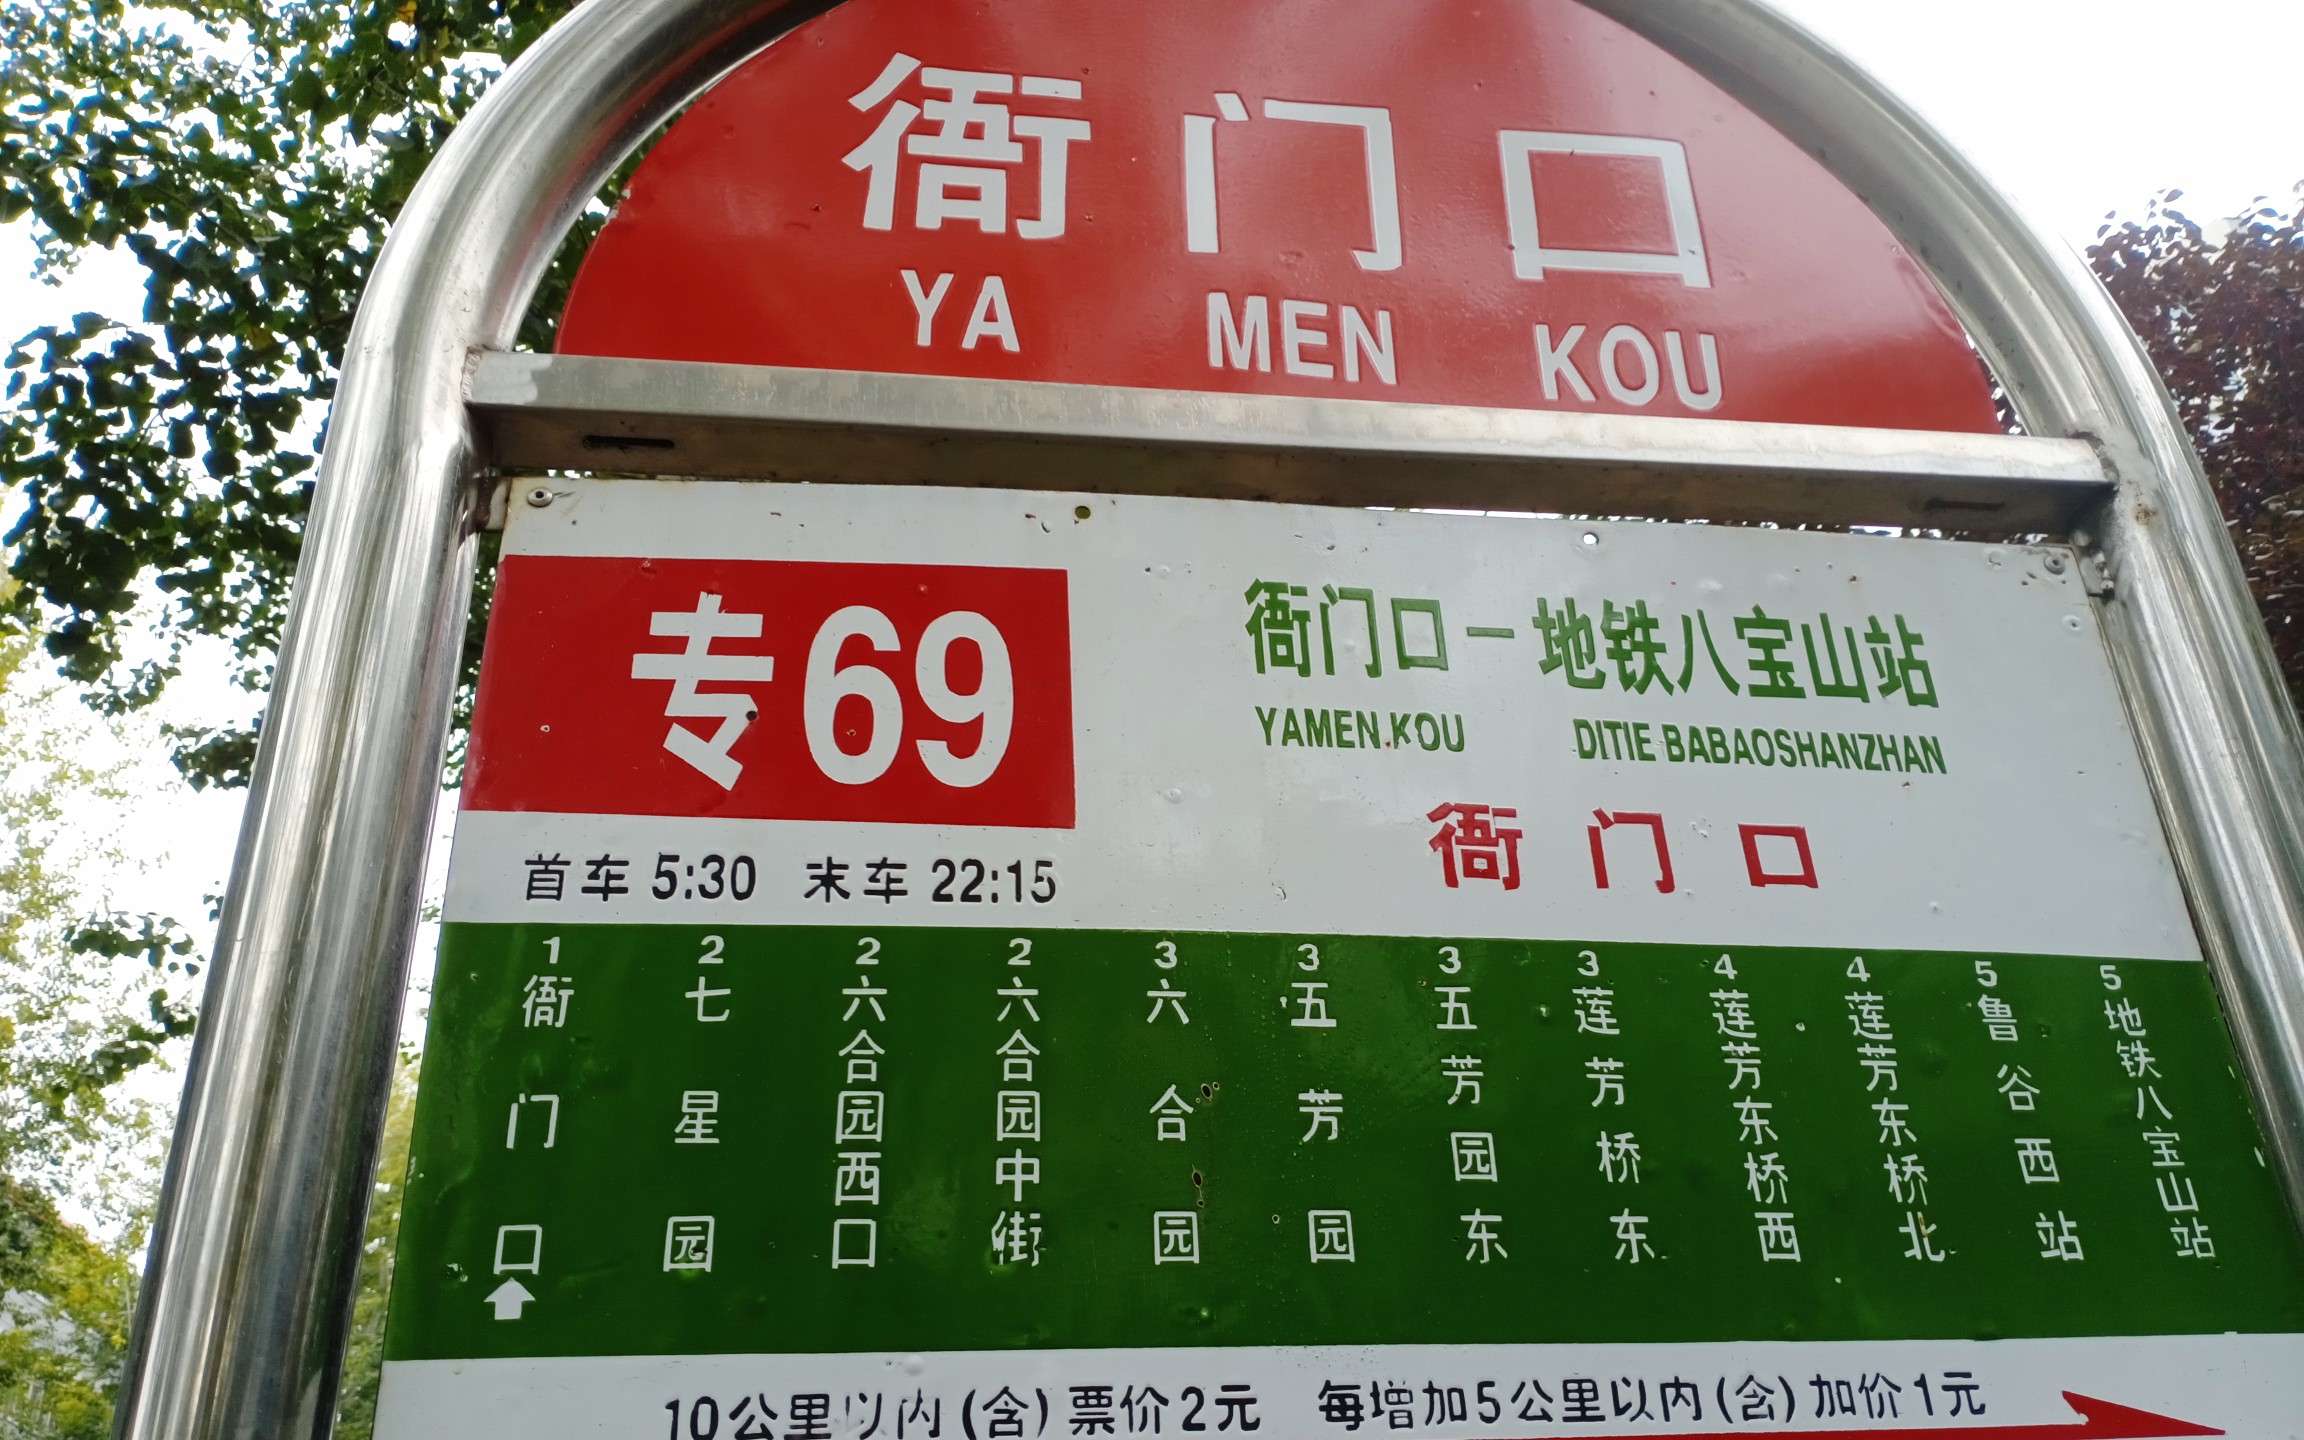 衙门口
YA MEN KOU
专69
衙门口－地铁八宝山站
YAMEN KOU DITIE BABAOSHANZHAN
衙门口
首车 5:30 末车 22:15
1 衙门口
2 七星园
2 六合园西口
2 六合园中街
3 六合园
3 五芳园
3 五芳园东
3 莲芳桥东
4 莲芳东桥西
4 莲芳东桥北
5 鲁谷西站
5 地铁八宝山站
10公里以内(含)票价2元 每增加5公里以内(含)加价1元